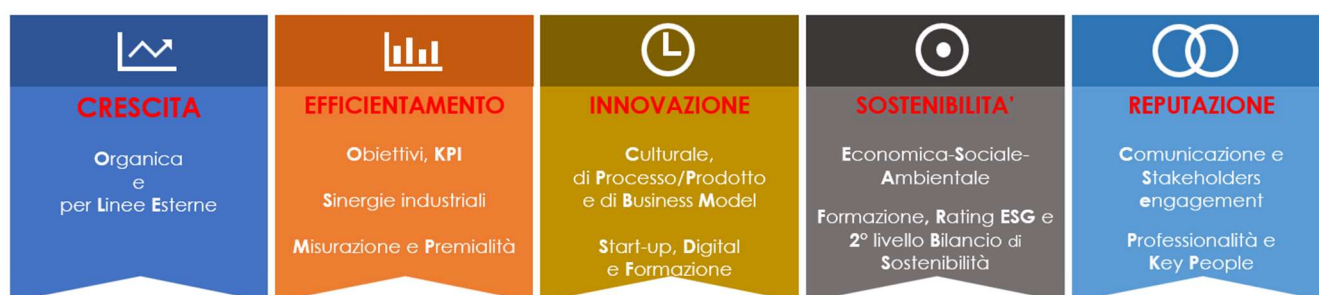 CRESCITA
Organica
e
per Linee Esterne
EFFICIENTAMENTO
Obiettivi, KPI
Sinergie industriali
Misurazione e Premialità
INNOVAZIONE
Culturale,
di Processo/Prodotto
e di Business Model
Start-up, Digital
e Formazione
SOSTENIBILITA'
Economica-Sociale-
Ambientale
Formazione, Rating ESG e
2° livello Bilancio di
Sostenibilità
REPUTAZIONE
Comunicazione e
Stakeholders
engagement
Professionalità e
Key People